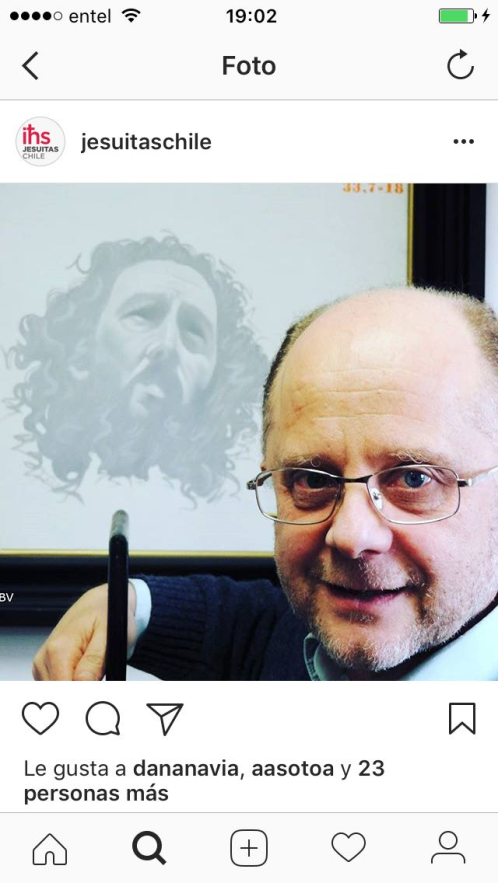 entel
19:02
Foto
ihs
JESUITAS
CHILE
jesuitaschile
33,7-18
BV
Le gusta a dananavia, aasotoa y 23
personas más